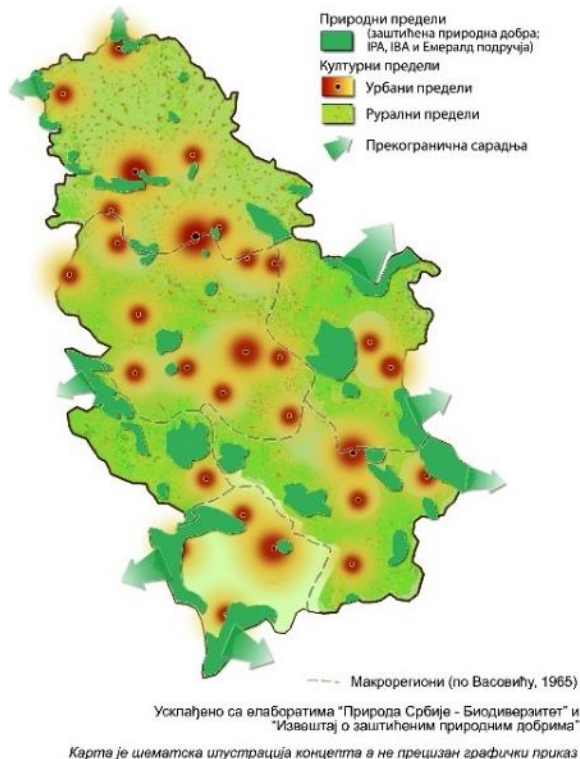 Природни предели
(заштићена природна добра;
IPA, IBA и Емералд подручја)
Културни предели
Урбани предели
Рурални предели
Прекогранична сарадња
Макрорегиони (по Васовићу, 1965)
Усклађено са елаборатима "Природа Србије - Биодиверзитет" и
"Извештај о заштићеним природним добрима"
Карта је шематска илустрација концепта а не прецизан графички приказ